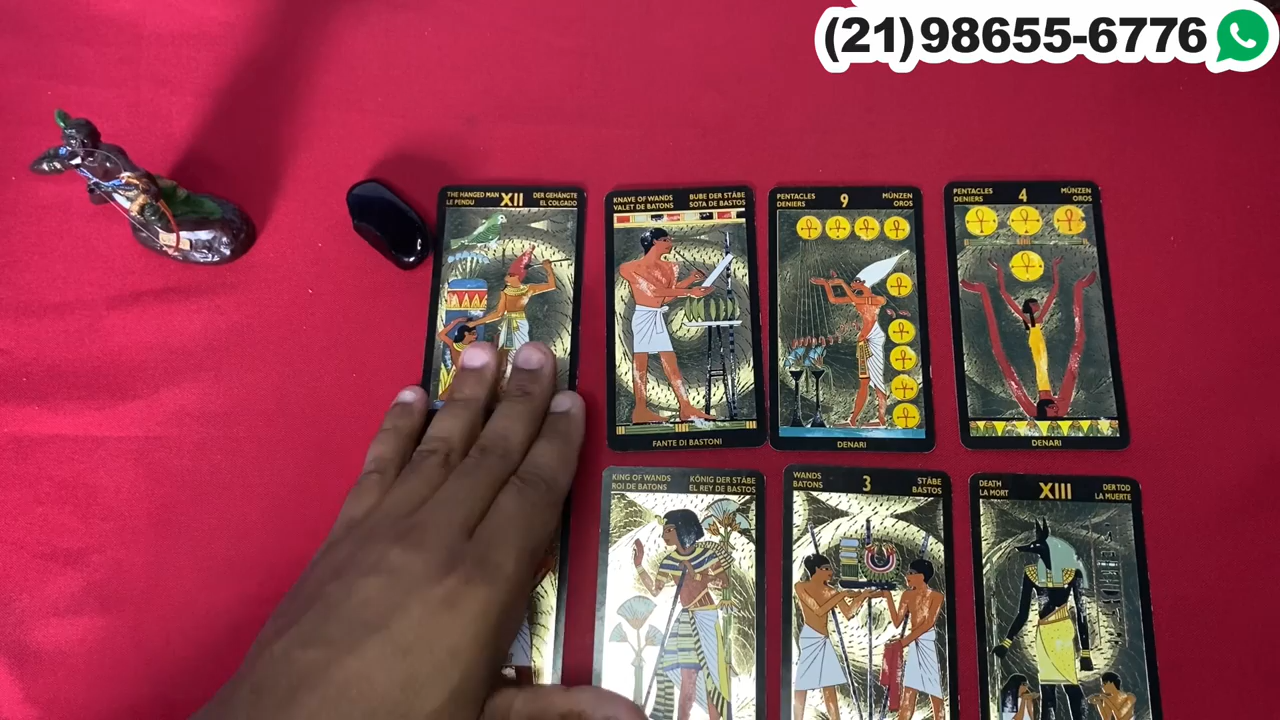 (21)98655-6776
THE HANGED MAN XII DER GEHÄNGTE
LE PENDU EL COLGADO
KNAVE OF WANDS BUBE DER STÄBE
VALET DE BATONS SOTA DE BASTOS
FANTE DI BASTONI
PENTACLES 9 MÜNZEN
DENIERS OROS
DENARI
PENTACLES 4 MÜNZEN
DENIERS OROS
DENARI
KING OF WANDS KÖNIG DER STÄBE
ROI DE BATONS EL REY DE BASTOS
WANDS 3 STÄBE
BATONS BASTOS
DEATH XIII DER TOD
LA MORT LA MUERTE